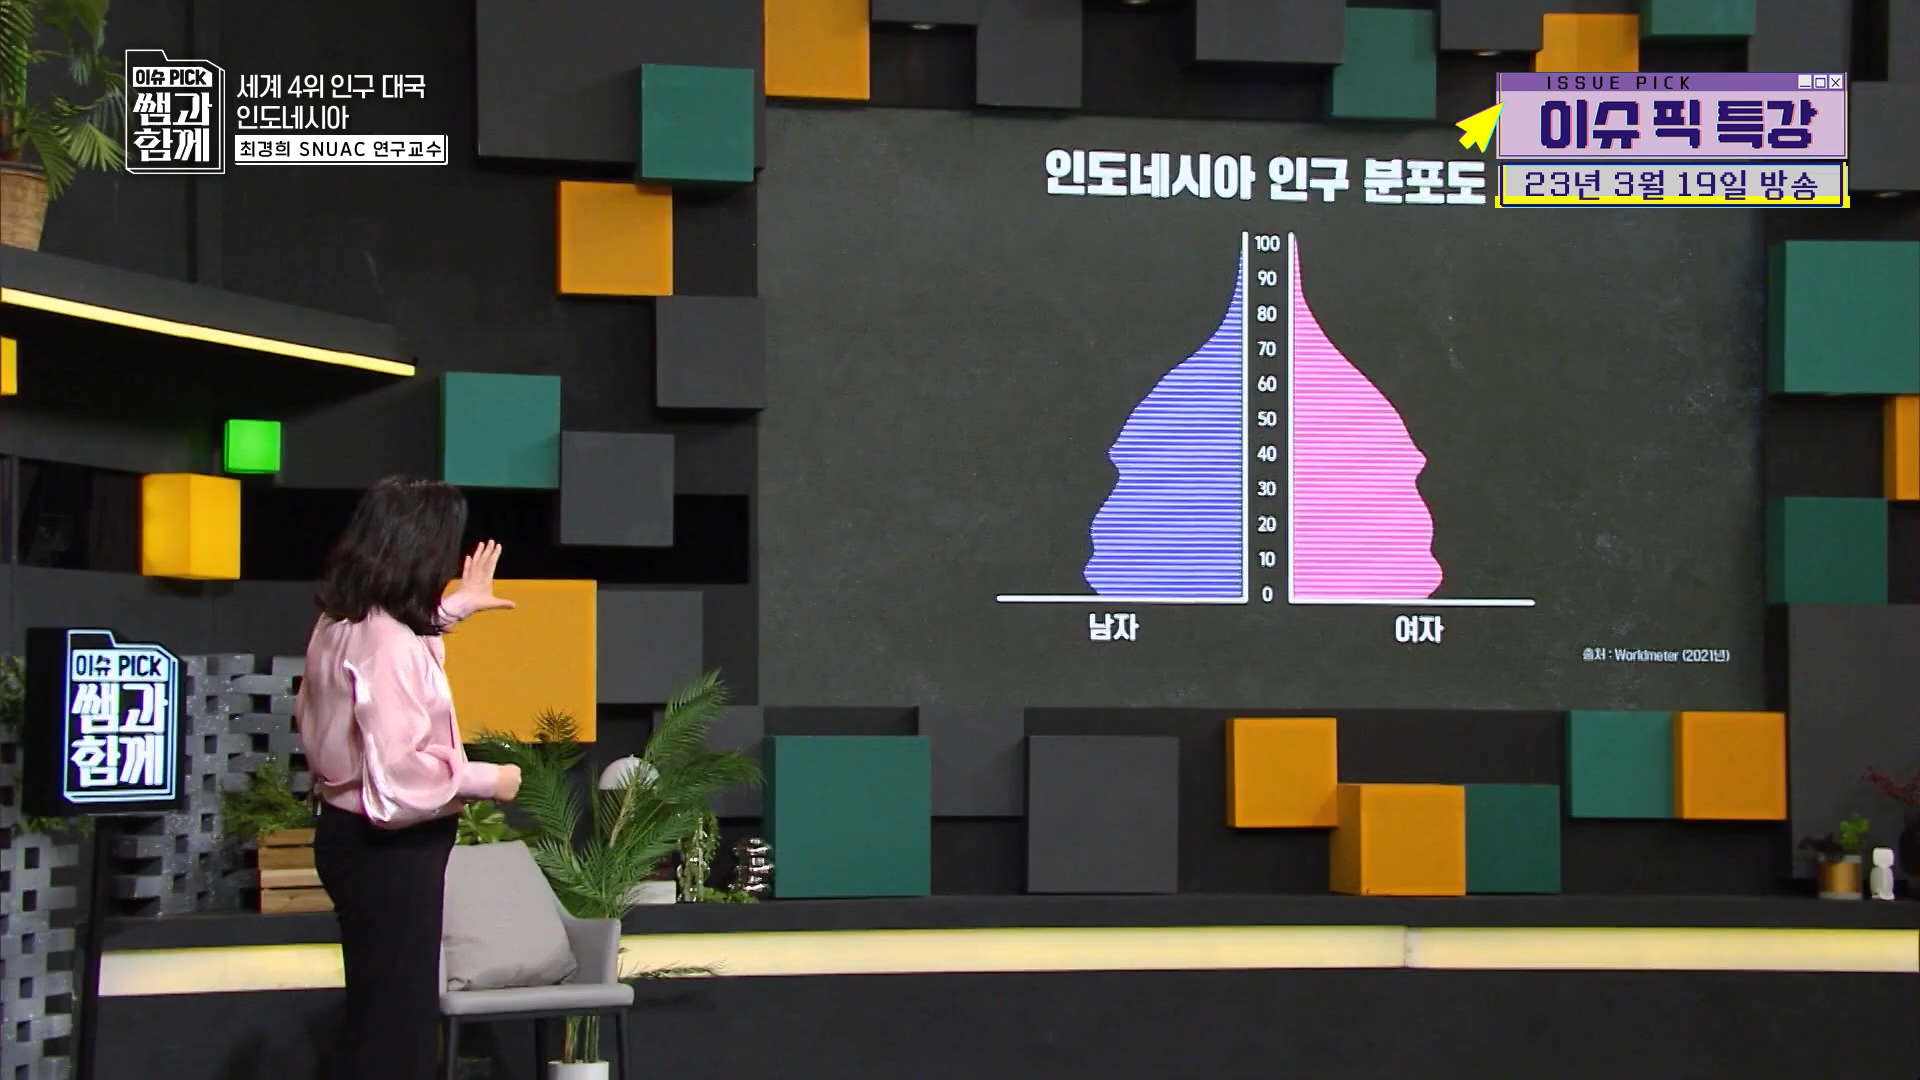 이슈 PICK
쌤과
함께
세계 4위 인구 대국
인도네시아
최경희 SNUAC 연구교수
ISSUE PICK
이슈 픽 특강
23년 3월 19일 방송
인도네시아 인구 분포도
100
90
80
70
60
50
40
30
20
10
0
남자
여자
출처 : Worldmeter (2021년)
이슈 PICK
쌤과
함께